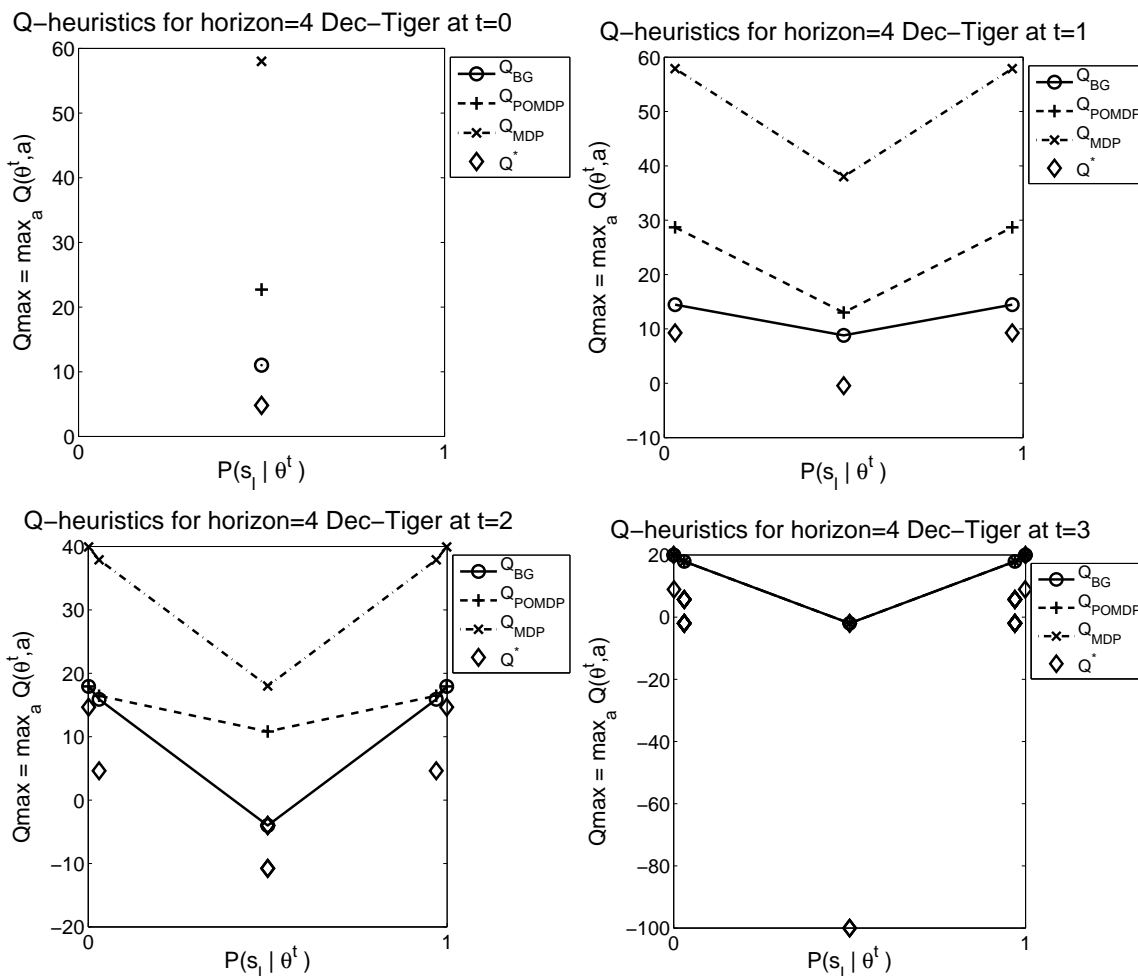 Q−heuristics for horizon=4 Dec−Tiger at t=0
60
50
40
30
20
10
0
0
1
Qmax = max_a Q(θ^t,a)
P(s_l | θ^t )
Q_BG
Q_POMDP
Q_MDP
Q^*
Q−heuristics for horizon=4 Dec−Tiger at t=1
60
50
40
30
20
10
0
−10
0
1
Qmax = max_a Q(θ^t,a)
P(s_l | θ^t )
Q_BG
Q_POMDP
Q_MDP
Q^*
Q−heuristics for horizon=4 Dec−Tiger at t=2
40
30
20
10
0
−10
−20
0
1
Qmax = max_a Q(θ^t,a)
P(s_l | θ^t )
Q_BG
Q_POMDP
Q_MDP
Q^*
Q−heuristics for horizon=4 Dec−Tiger at t=3
20
0
−20
−40
−60
−80
−100
0
1
Qmax = max_a Q(θ^t,a)
P(s_l | θ^t )
Q_BG
Q_POMDP
Q_MDP
Q^*